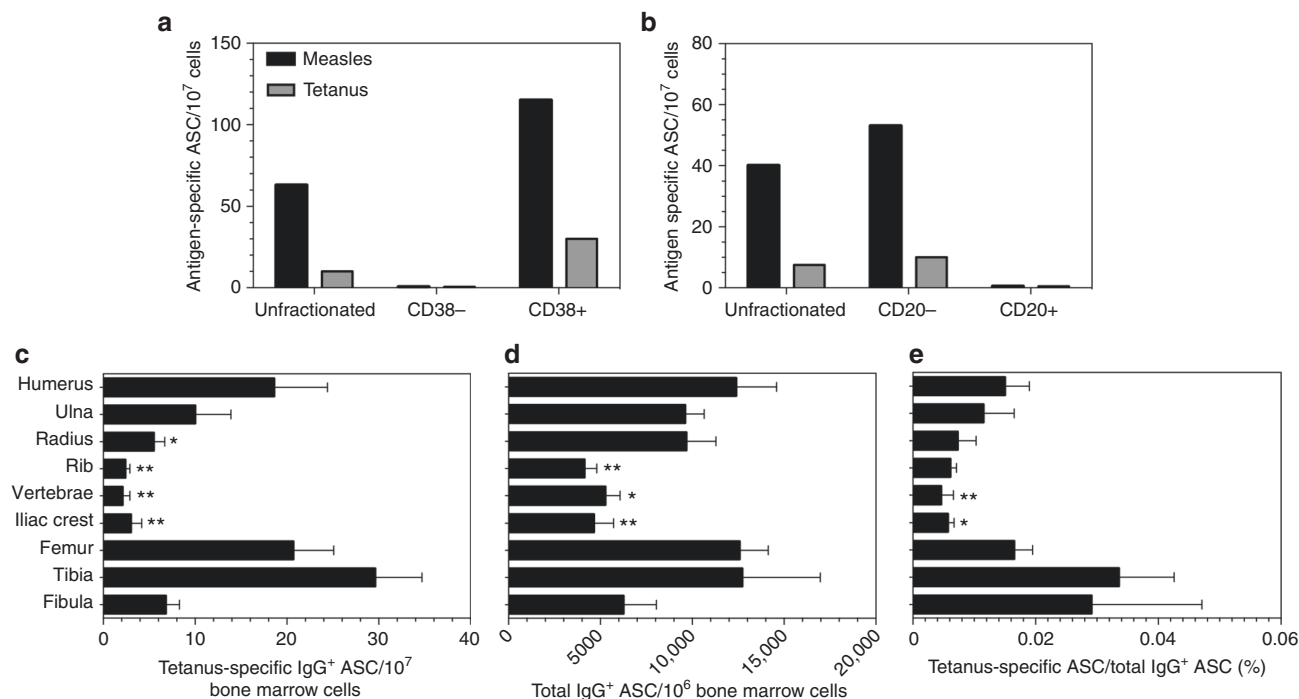 a
Antigen-specific ASC/10⁷ cells
150
100
50
0
Measles
Tetanus
Unfractionated CD38– CD38+
b
Antigen specific ASC/10⁷ cells
80
60
40
20
0
Unfractionated CD20– CD20+
c
Humerus
Ulna
Radius *
Rib **
Vertebrae **
Iliac crest **
Femur
Tibia
Fibula
0 10 20 30 40
Tetanus-specific IgG⁺ ASC/10⁷
bone marrow cells
d
**
*
**
0 5000 10,000 15,000 20,000
Total IgG⁺ ASC/10⁶ bone marrow cells
e
**
*
0 0.02 0.04 0.06
Tetanus-specific ASC/total IgG⁺ ASC (%)